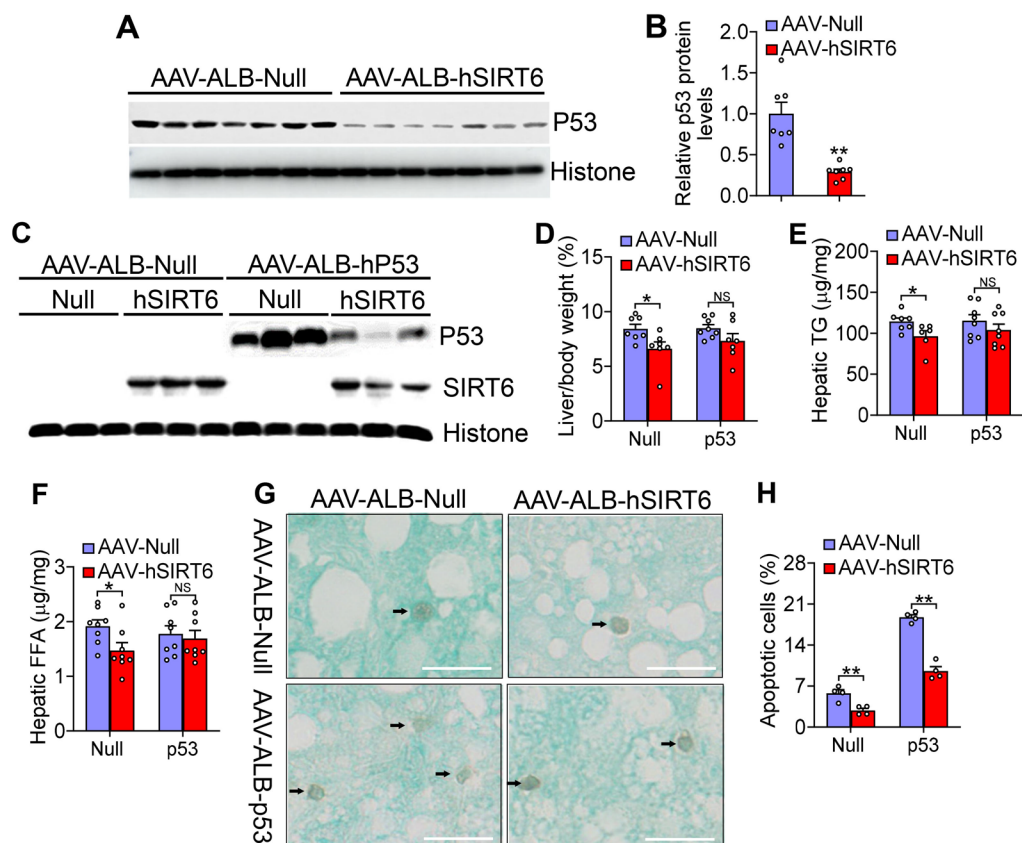 A
AAV-ALB-Null AAV-ALB-hSIRT6
P53
Histone
B
AAV-Null
AAV-hSIRT6
Relative p53 protein
levels
2.0
1.5
1.0
0.5
0.0
**
C
AAV-ALB-Null AAV-ALB-hP53
Null hSIRT6 Null hSIRT6
P53
SIRT6
Histone
D
AAV-Null
AAV-hSIRT6
Liver/body weight (%)
15
10
5
0
* NS
Null p53
E
AAV-Null
AAV-hSIRT6
Hepatic TG (μg/mg)
200
150
100
50
0
* NS
Null p53
F
AAV-Null
AAV-hSIRT6
Hepatic FFA (μg/mg)
3
2
1
0
* NS
Null p53
G
AAV-ALB-Null AAV-ALB-hSIRT6
AAV-ALB-Null
AAV-ALB-p53
H
AAV-Null
AAV-hSIRT6
Apoptotic cells (%)
28
21
14
7
0
** **
Null p53